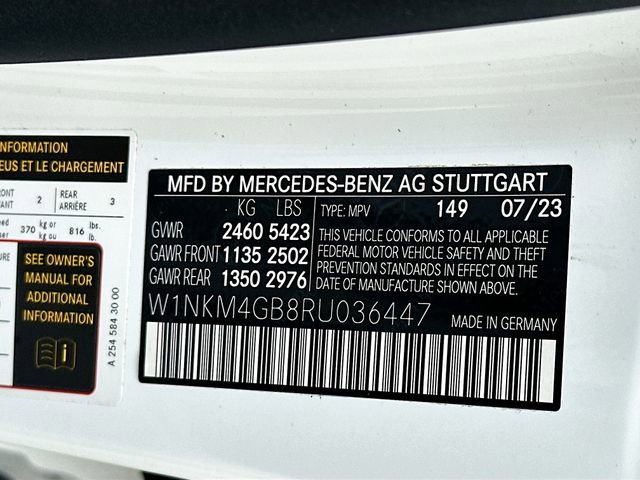 INFORMATION
EUS ET LE CHARGEMENT
2 REAR ARRIÈRE 3
370 kg or kg ou 816 lbs. lb.
SEE OWNER'S
MANUAL FOR
ADDITIONAL
INFORMATION
A 254 584 30 00
MFD BY MERCEDES-BENZ AG STUTTGART
KG LBS TYPE: MPV 149 07/23
GVWR 2460 5423
GAWR FRONT 1135 2502
GAWR REAR 1350 2976
THIS VEHICLE CONFORMS TO ALL APPLICABLE
FEDERAL MOTOR VEHICLE SAFETY AND THEFT
PREVENTION STANDARDS IN EFFECT ON THE
DATE OF MANUFACTURE SHOWN ABOVE.
W1NKM4GB8RU036447 MADE IN GERMANY